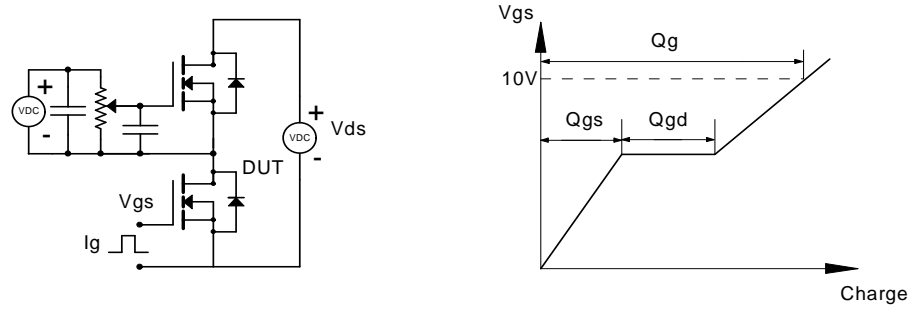 +
VDC
-
+
VDC
-
Vds
DUT
Vgs
Ig
Vgs
Qg
10V
Qgs
Qgd
Charge